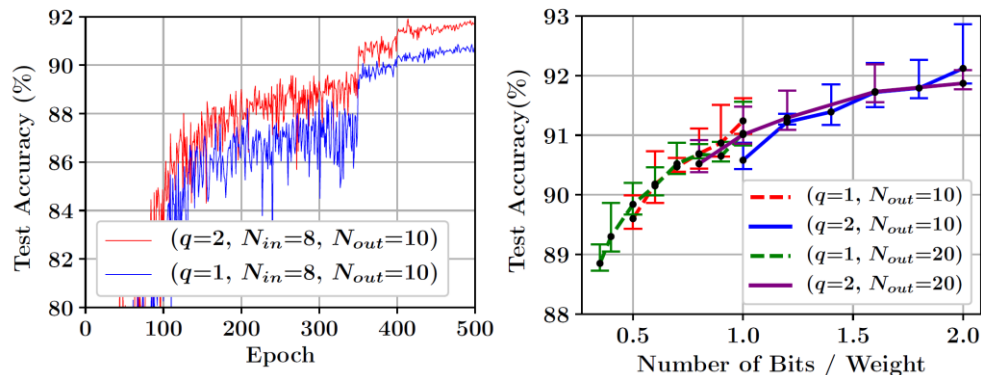 92
90
88
86
84
82
80
0
100
200
300
400
500
Test Accuracy (%)
Epoch
(q=2, N_in=8, N_out=10)
(q=1, N_in=8, N_out=10)
93
92
91
90
89
88
0.5
1.0
1.5
2.0
Test Accuracy(%)
Number of Bits / Weight
(q=1, N_out=10)
(q=2, N_out=10)
(q=1, N_out=20)
(q=2, N_out=20)